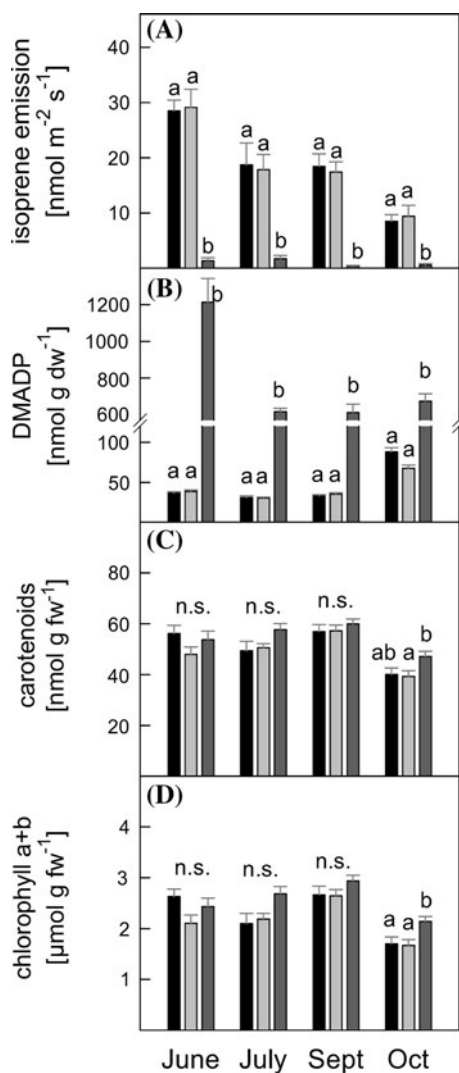 (A)
isoprene emission
[nmol m⁻² s⁻¹]
40
30
20
10
a a b
a a b
a a b
a a b
(B)
DMADP
[nmol g dw⁻¹]
1200
1000
800
600
100
50
a a b
a a b
a a b
a a b
(C)
carotenoids
[nmol g fw⁻¹]
80
60
40
20
n.s.
n.s.
n.s.
ab a b
(D)
chlorophyll a+b
[µmol g fw⁻¹]
4
3
2
1
n.s.
n.s.
n.s.
a a b
June July Sept Oct